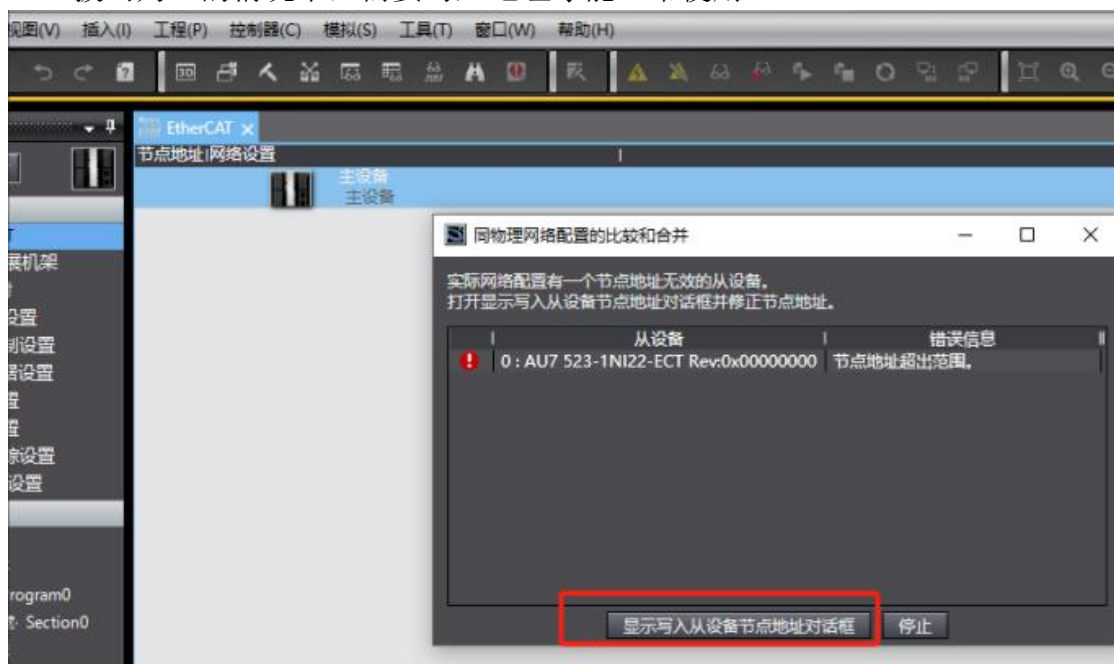 视图(V) 插入(I) 工程(P) 控制器(C) 模拟(S) 工具(T) 窗口(W) 帮助(H)
EtherCAT
节点地址|网络设置
主设备
主设备
同物理网络配置的比较和合并
实际网络配置有一个节点地址无效的从设备。
打开显示写入从设备节点地址对话框并修正节点地址。
从设备 错误信息
0 : AU7 523-1NI22-ECT Rev:0x00000000 节点地址超出范围。
展机架
设置
制设置
置
置
踪设置
设置
rogram0
Section0
显示写入从设备节点地址对话框 停止